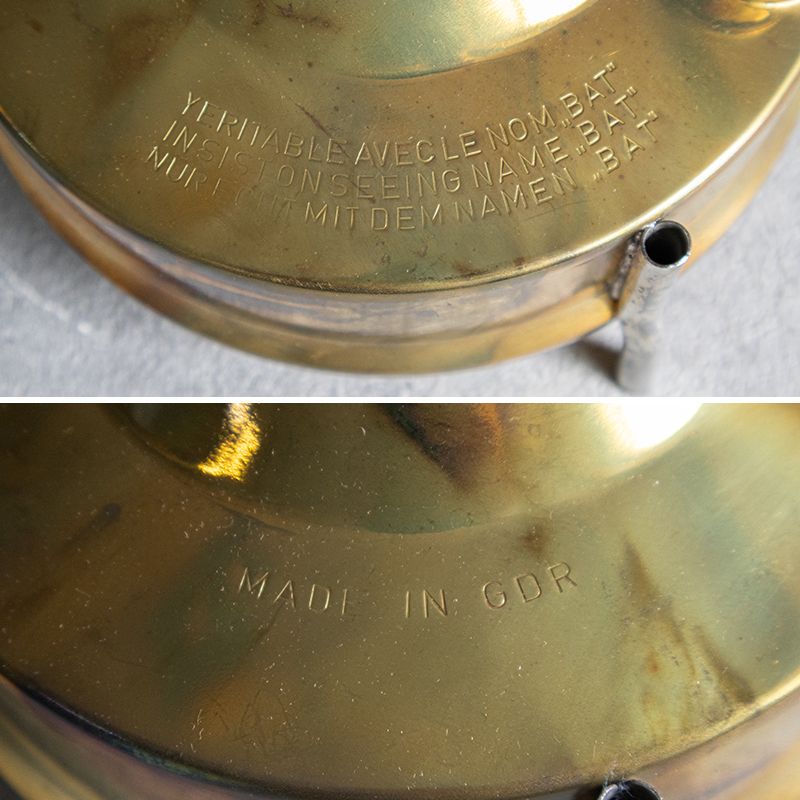 VERITABLE AVEC LE NOM „BAT"
INSIST ON SEEING NAME „BAT"
NUR ECHT MIT DEM NAMEN „BAT"
MADE IN GDR